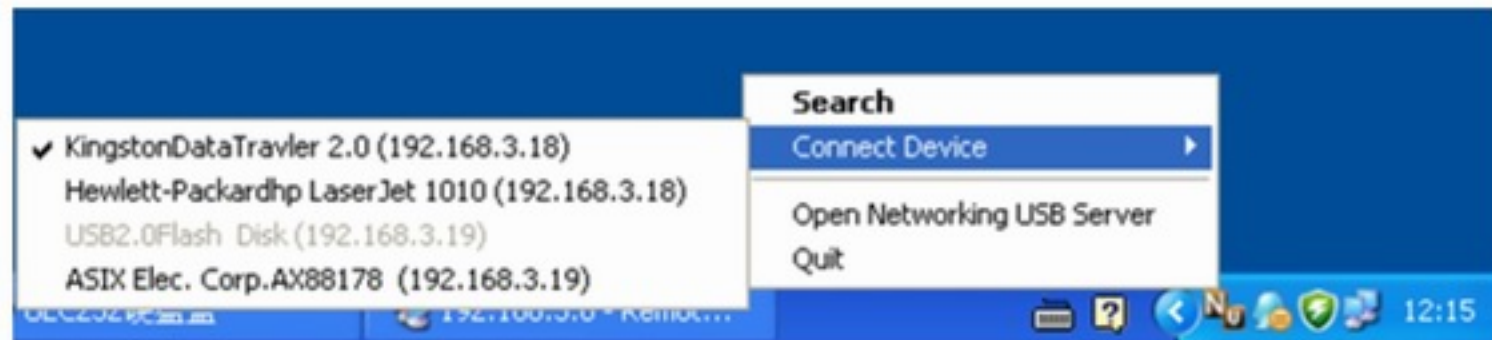 Search
Connect Device
Open Networking USB Server
Quit
✔ KingstonDataTravler 2.0 (192.168.3.18)
Hewlett-Packardhp LaserJet 1010 (192.168.3.18)
USB2.0Flash Disk (192.168.3.19)
ASIX Elec. Corp.AX88178 (192.168.3.19)
12:15